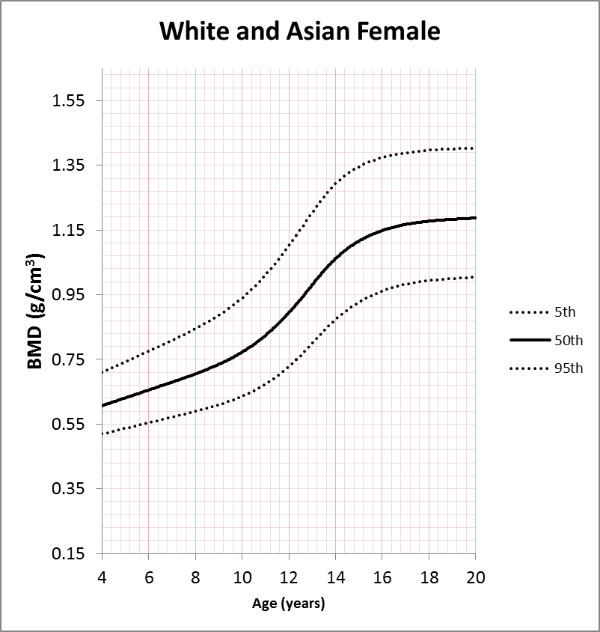 White and Asian Female
BMD (g/cm³)
1.55
1.35
1.15
0.95
0.75
0.55
0.35
0.15
4 6 8 10 12 14 16 18 20
Age (years)
5th
50th
95th